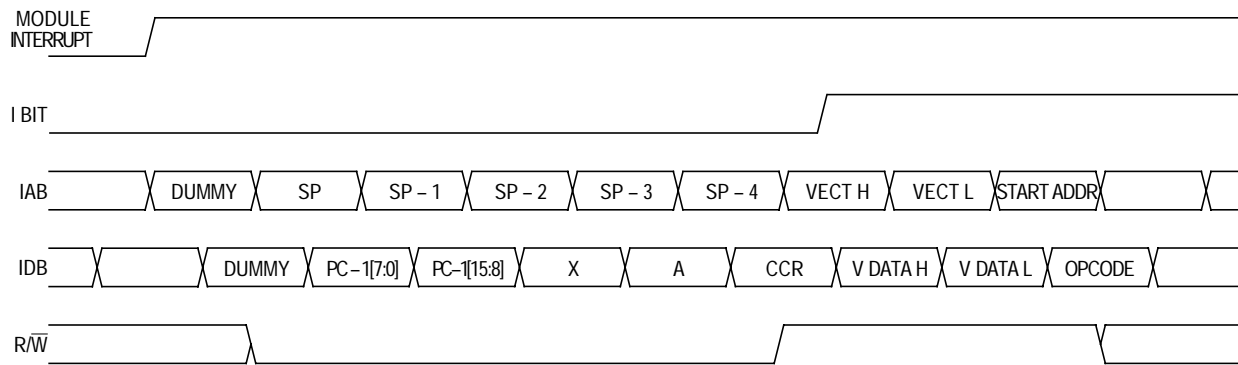 MODULE
INTERRUPT
I BIT
IAB DUMMY SP SP – 1 SP – 2 SP – 3 SP – 4 VECT H VECT L START ADDR
IDB DUMMY PC – 1[7:0] PC–1[15:8] X A CCR V DATA H V DATA L OPCODE
R/W̅